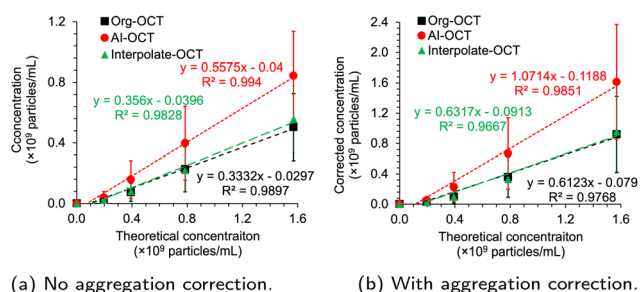 Org-OCT
AI-OCT
Interpolate-OCT
y = 0.5575x - 0.04
R² = 0.994
y = 0.356x - 0.0396
R² = 0.9828
y = 0.3332x - 0.0297
R² = 0.9897
Cconcentration
(×10⁹ particles/mL)
1.2
0.8
0.4
0.0
0.0 0.4 0.8 1.2 1.6
Theoretical concentraiton
(×10⁹ particles/mL)
(a) No aggregation correction.
Org-OCT
AI-OCT
Interpolate-OCT
y = 1.0714x - 0.1188
R² = 0.9851
y = 0.6317x - 0.0913
R² = 0.9667
y = 0.6123x - 0.079
R² = 0.9768
Corrected concentration
(×10⁹ particles/mL)
2.4
2.0
1.6
1.2
0.8
0.4
0.0
0.0 0.4 0.8 1.2 1.6
Theoretical concentraiton
(×10⁹ particles/mL)
(b) With aggregation correction.